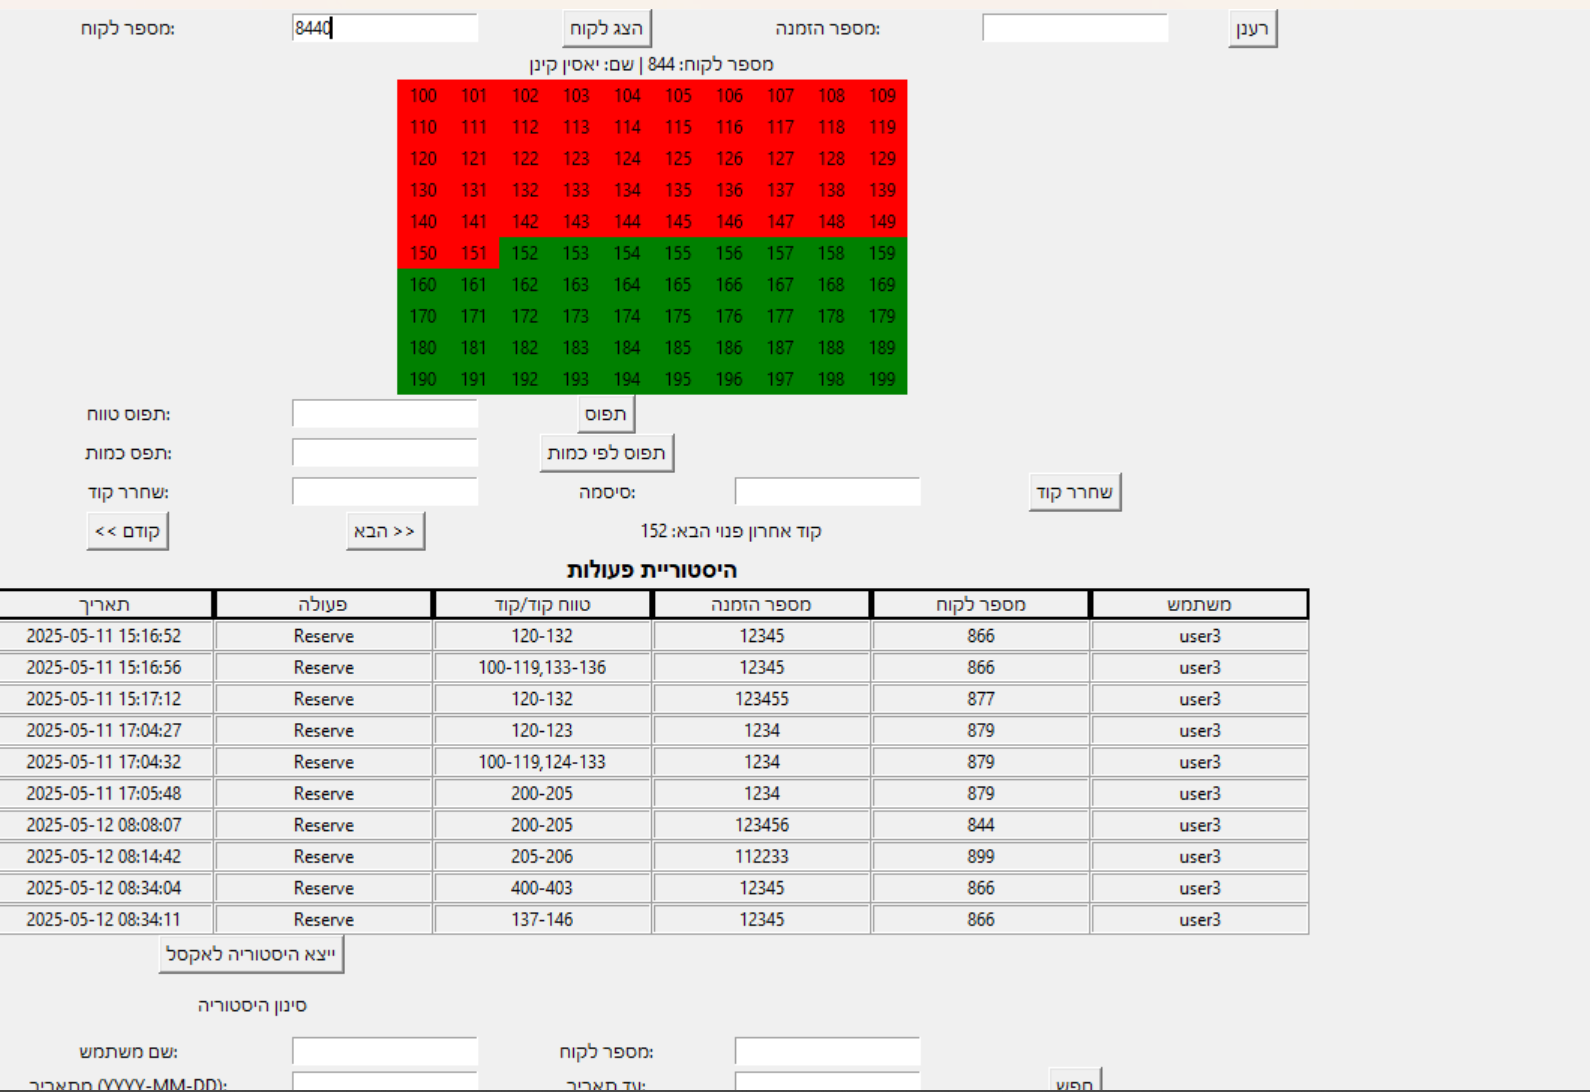 מספר לקוח: 8440 הצג לקוח מספר הזמנה: רענן
מספר לקוח: 844 | שם: יאסין קינן
100 101 102 103 104 105 106 107 108 109
110 111 112 113 114 115 116 117 118 119
120 121 122 123 124 125 126 127 128 129
130 131 132 133 134 135 136 137 138 139
140 141 142 143 144 145 146 147 148 149
150 151 152 153 154 155 156 157 158 159
160 161 162 163 164 165 166 167 168 169
170 171 172 173 174 175 176 177 178 179
180 181 182 183 184 185 186 187 188 189
190 191 192 193 194 195 196 197 198 199
תפוס טווח: תפוס
תפס כמות: תפוס לפי כמות
שחרר קוד: סיסמה: שחרר קוד
<< קודם הבא >> קוד אחרון פנוי הבא: 152
היסטוריית פעולות
תאריך פעולה טווח קוד/קוד מספר הזמנה מספר לקוח משתמש
2025-05-11 15:16:52 Reserve 120-132 12345 866 user3
2025-05-11 15:16:56 Reserve 100-119,133-136 12345 866 user3
2025-05-11 15:17:12 Reserve 120-132 123455 877 user3
2025-05-11 17:04:27 Reserve 120-123 1234 879 user3
2025-05-11 17:04:32 Reserve 100-119,124-133 1234 879 user3
2025-05-11 17:05:48 Reserve 200-205 1234 879 user3
2025-05-12 08:08:07 Reserve 200-205 123456 844 user3
2025-05-12 08:14:42 Reserve 205-206 112233 899 user3
2025-05-12 08:34:04 Reserve 400-403 12345 866 user3
2025-05-12 08:34:11 Reserve 137-146 12345 866 user3
ייצא היסטוריה לאקסל
סינון היסטוריה
שם משתמש: מספר לקוח:
מתאריך (YYYY-MM-DD): עד תאריך: חפש